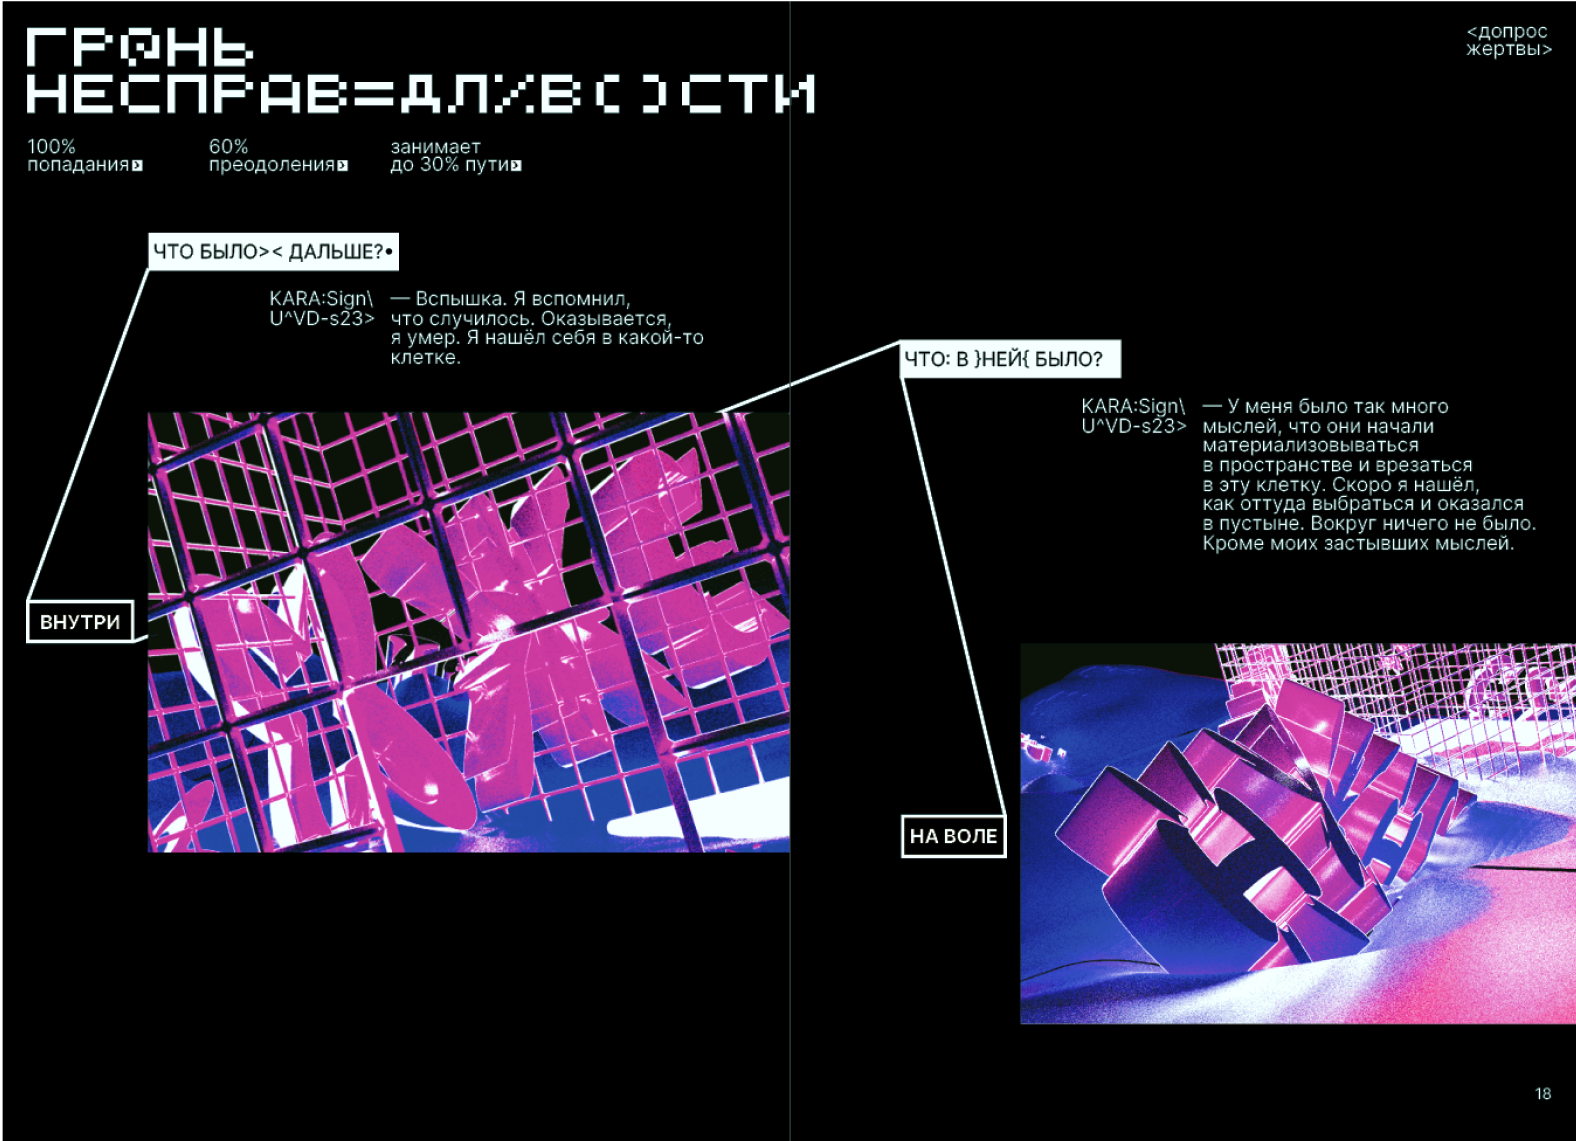 ГР@НЬ
НЕСПРАВ=ДЛ%В()СТИ
<допрос
жертвы>
100%
попадания
60%
преодоления
занимает
до 30% пути
ЧТО БЫЛО>< ДАЛЬШЕ?•
KARA:Sign\
U^VD-s23>
— Вспышка. Я вспомнил,
что случилось. Оказывается,
я умер. Я нашёл себя в какой-то
клетке.
ВНУТРИ
ЧТО: В }НЕЙ{ БЫЛО?
KARA:Sign\
U^VD-s23>
— У меня было так много
мыслей, что они начали
материализовываться
в пространстве и врезаться
в эту клетку. Скоро я нашёл,
как оттуда выбраться и оказался
в пустыне. Вокруг ничего не было.
Кроме моих застывших мыслей.
НА ВОЛЕ
18